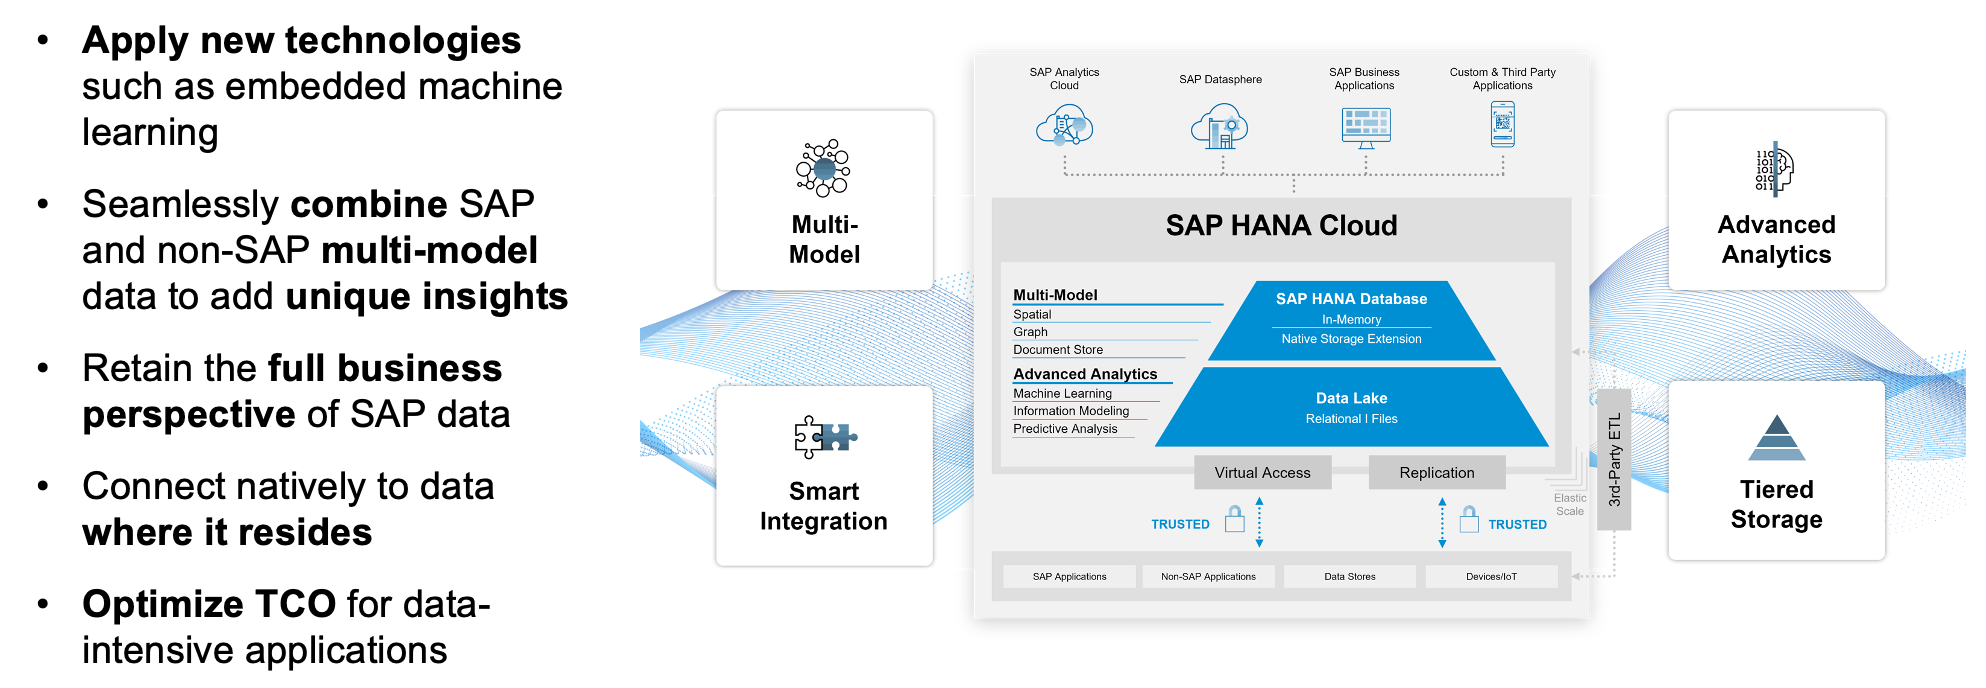 • Apply new technologies
such as embedded machine
learning
• Seamlessly combine SAP
and non-SAP multi-model
data to add unique insights
• Retain the full business
perspective of SAP data
• Connect natively to data
where it resides
• Optimize TCO for data-
intensive applications
Multi-
Model
Smart
Integration
SAP Analytics
Cloud
SAP Datasphere
SAP Business
Applications
Custom & Third Party
Applications
SAP HANA Cloud
Multi-Model
Spatial
Graph
Document Store
Advanced Analytics
Machine Learning
Information Modeling
Predictive Analysis
SAP HANA Database
In-Memory
Native Storage Extension
Data Lake
Relational I Files
Virtual Access
Replication
Elastic
Scale
TRUSTED
TRUSTED
SAP Applications
Non-SAP Applications
Data Stores
Devices/IoT
3rd-Party ETL
110
101
101
010
011
Advanced
Analytics
Tiered
Storage